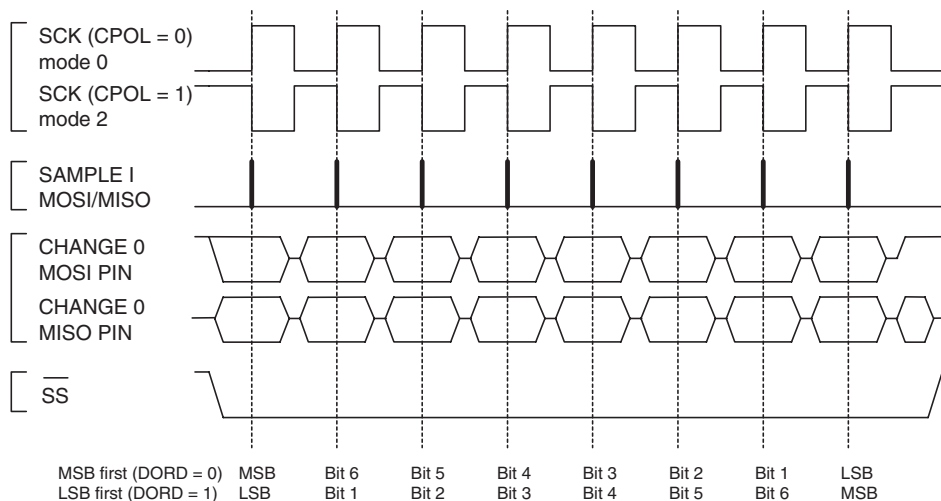 SCK (CPOL = 0)
mode 0
SCK (CPOL = 1)
mode 2
SAMPLE I
MOSI/MISO
CHANGE 0
MOSI PIN
CHANGE 0
MISO PIN
SS
MSB first (DORD = 0) MSB Bit 6 Bit 5 Bit 4 Bit 3 Bit 2 Bit 1 LSB
LSB first (DORD = 1) LSB Bit 1 Bit 2 Bit 3 Bit 4 Bit 5 Bit 6 MSB